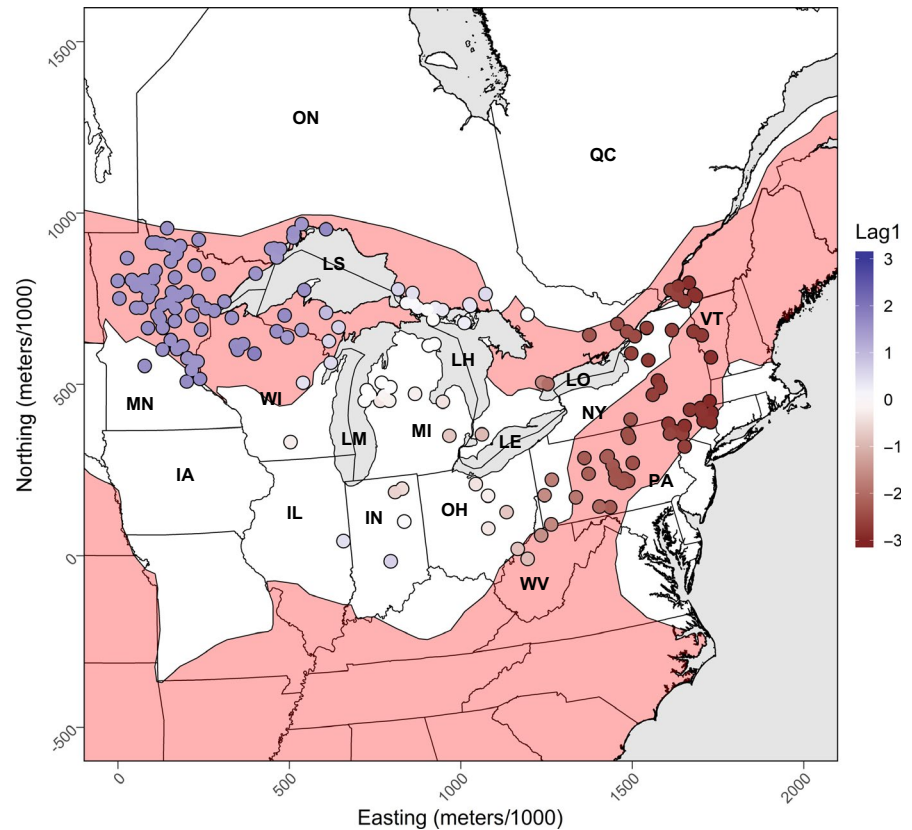 1500
1000
500
0
-500
Northing (meters/1000)
0
500
1000
1500
2000
Easting (meters/1000)
ON
QC
LS
VT
LH
LO
MN
WI
NY
LM
MI
LE
IA
PA
IL
IN
OH
WV
Lag1
3
2
1
0
−1
−2
−3